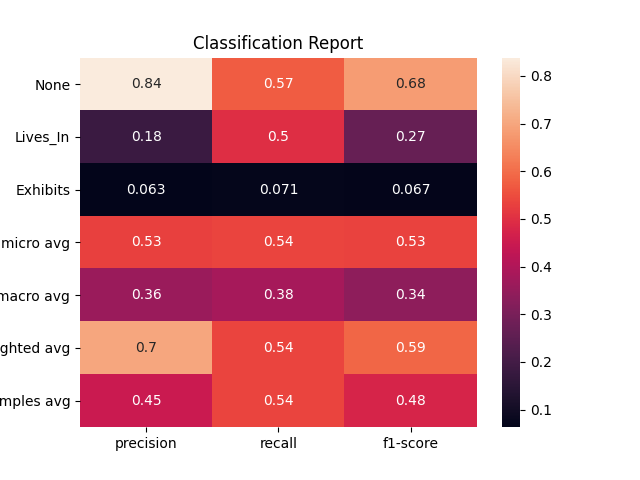 Classification Report
None 0.84 0.57 0.68 0.8
0.7
Lives_In 0.18 0.5 0.27
0.6
Exhibits 0.063 0.071 0.067
0.5
micro avg 0.53 0.54 0.53
0.4
macro avg 0.36 0.38 0.34
0.3
ghted avg 0.7 0.54 0.59
0.2
mples avg 0.45 0.54 0.48
0.1
precision recall f1-score